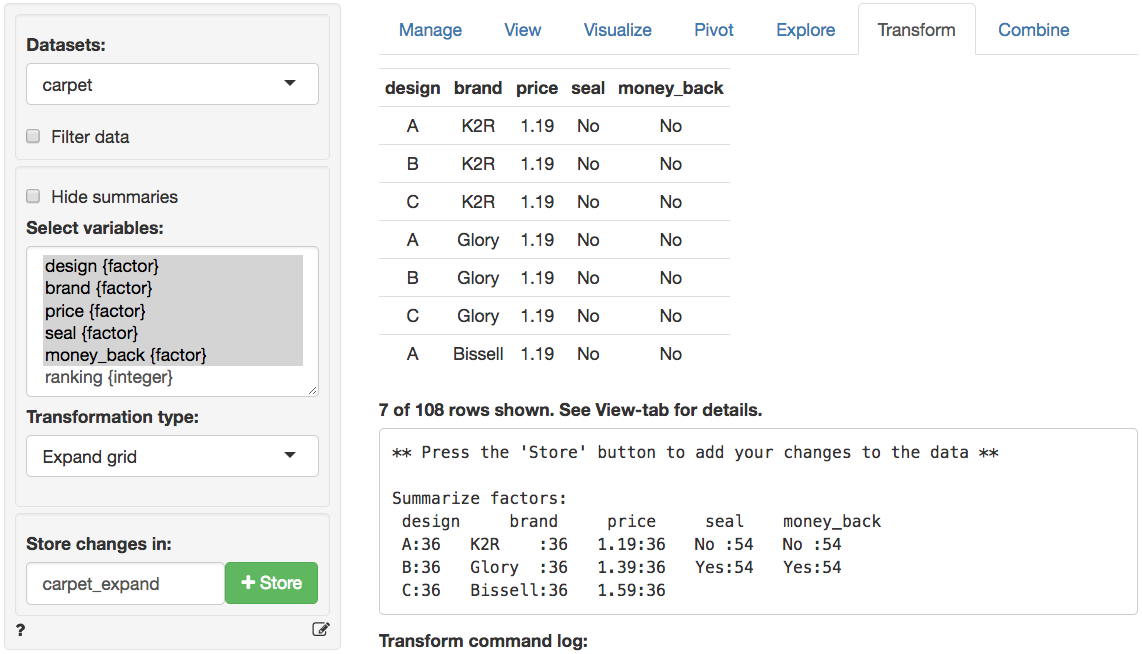 Datasets:
carpet
Filter data
Hide summaries
Select variables:
design {factor}
brand {factor}
price {factor}
seal {factor}
money_back {factor}
ranking {integer}
Transformation type:
Expand grid
Store changes in:
carpet_expand
+ Store
?
Manage View Visualize Pivot Explore Transform Combine
design brand price seal money_back
A K2R 1.19 No No
B K2R 1.19 No No
C K2R 1.19 No No
A Glory 1.19 No No
B Glory 1.19 No No
C Glory 1.19 No No
A Bissell 1.19 No No
7 of 108 rows shown. See View-tab for details.
** Press the 'Store' button to add your changes to the data **
Summarize factors:
design brand price seal money_back
A:36 K2R :36 1.19:36 No :54 No :54
B:36 Glory :36 1.39:36 Yes:54 Yes:54
C:36 Bissell:36 1.59:36
Transform command log: